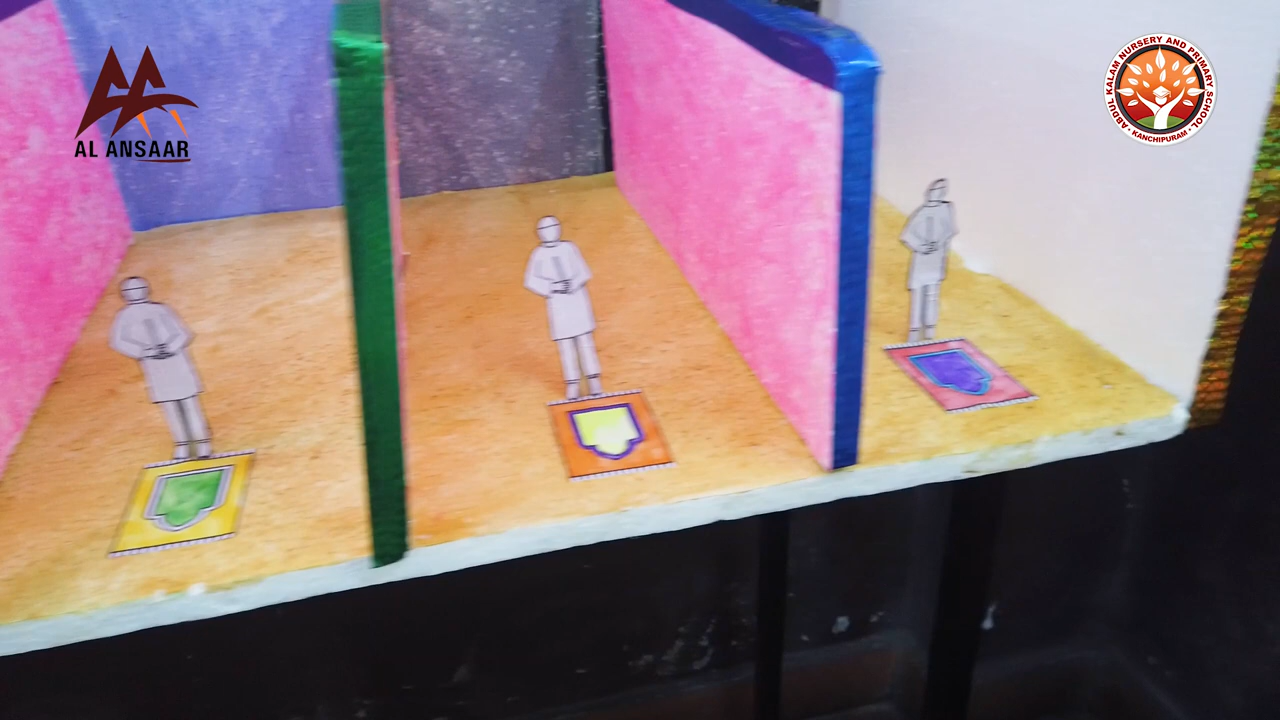 AL ANSAAR
ABDUL KALAM NURSERY AND PRIMARY SCHOOL
• KANCHIPURAM •